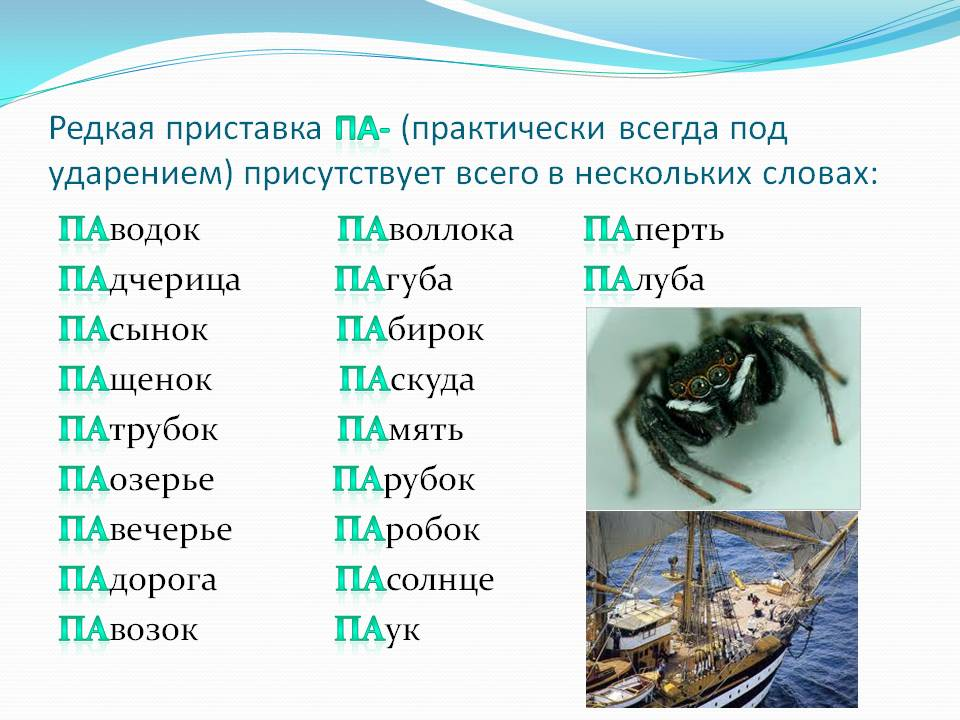 Редкая приставка ПА- (практически всегда под
ударением) присутствует всего в нескольких словах:
ПАводок ПАволлока ПАперть
ПАдчерица ПАгуба ПАлуба
ПАсынок ПАбирок
ПАщенок ПАскуда
ПАтрубок ПАмять
ПАозерье ПАрубок
ПАвечерье ПАробок
ПАдорога ПАсолнце
ПАвозок ПАук